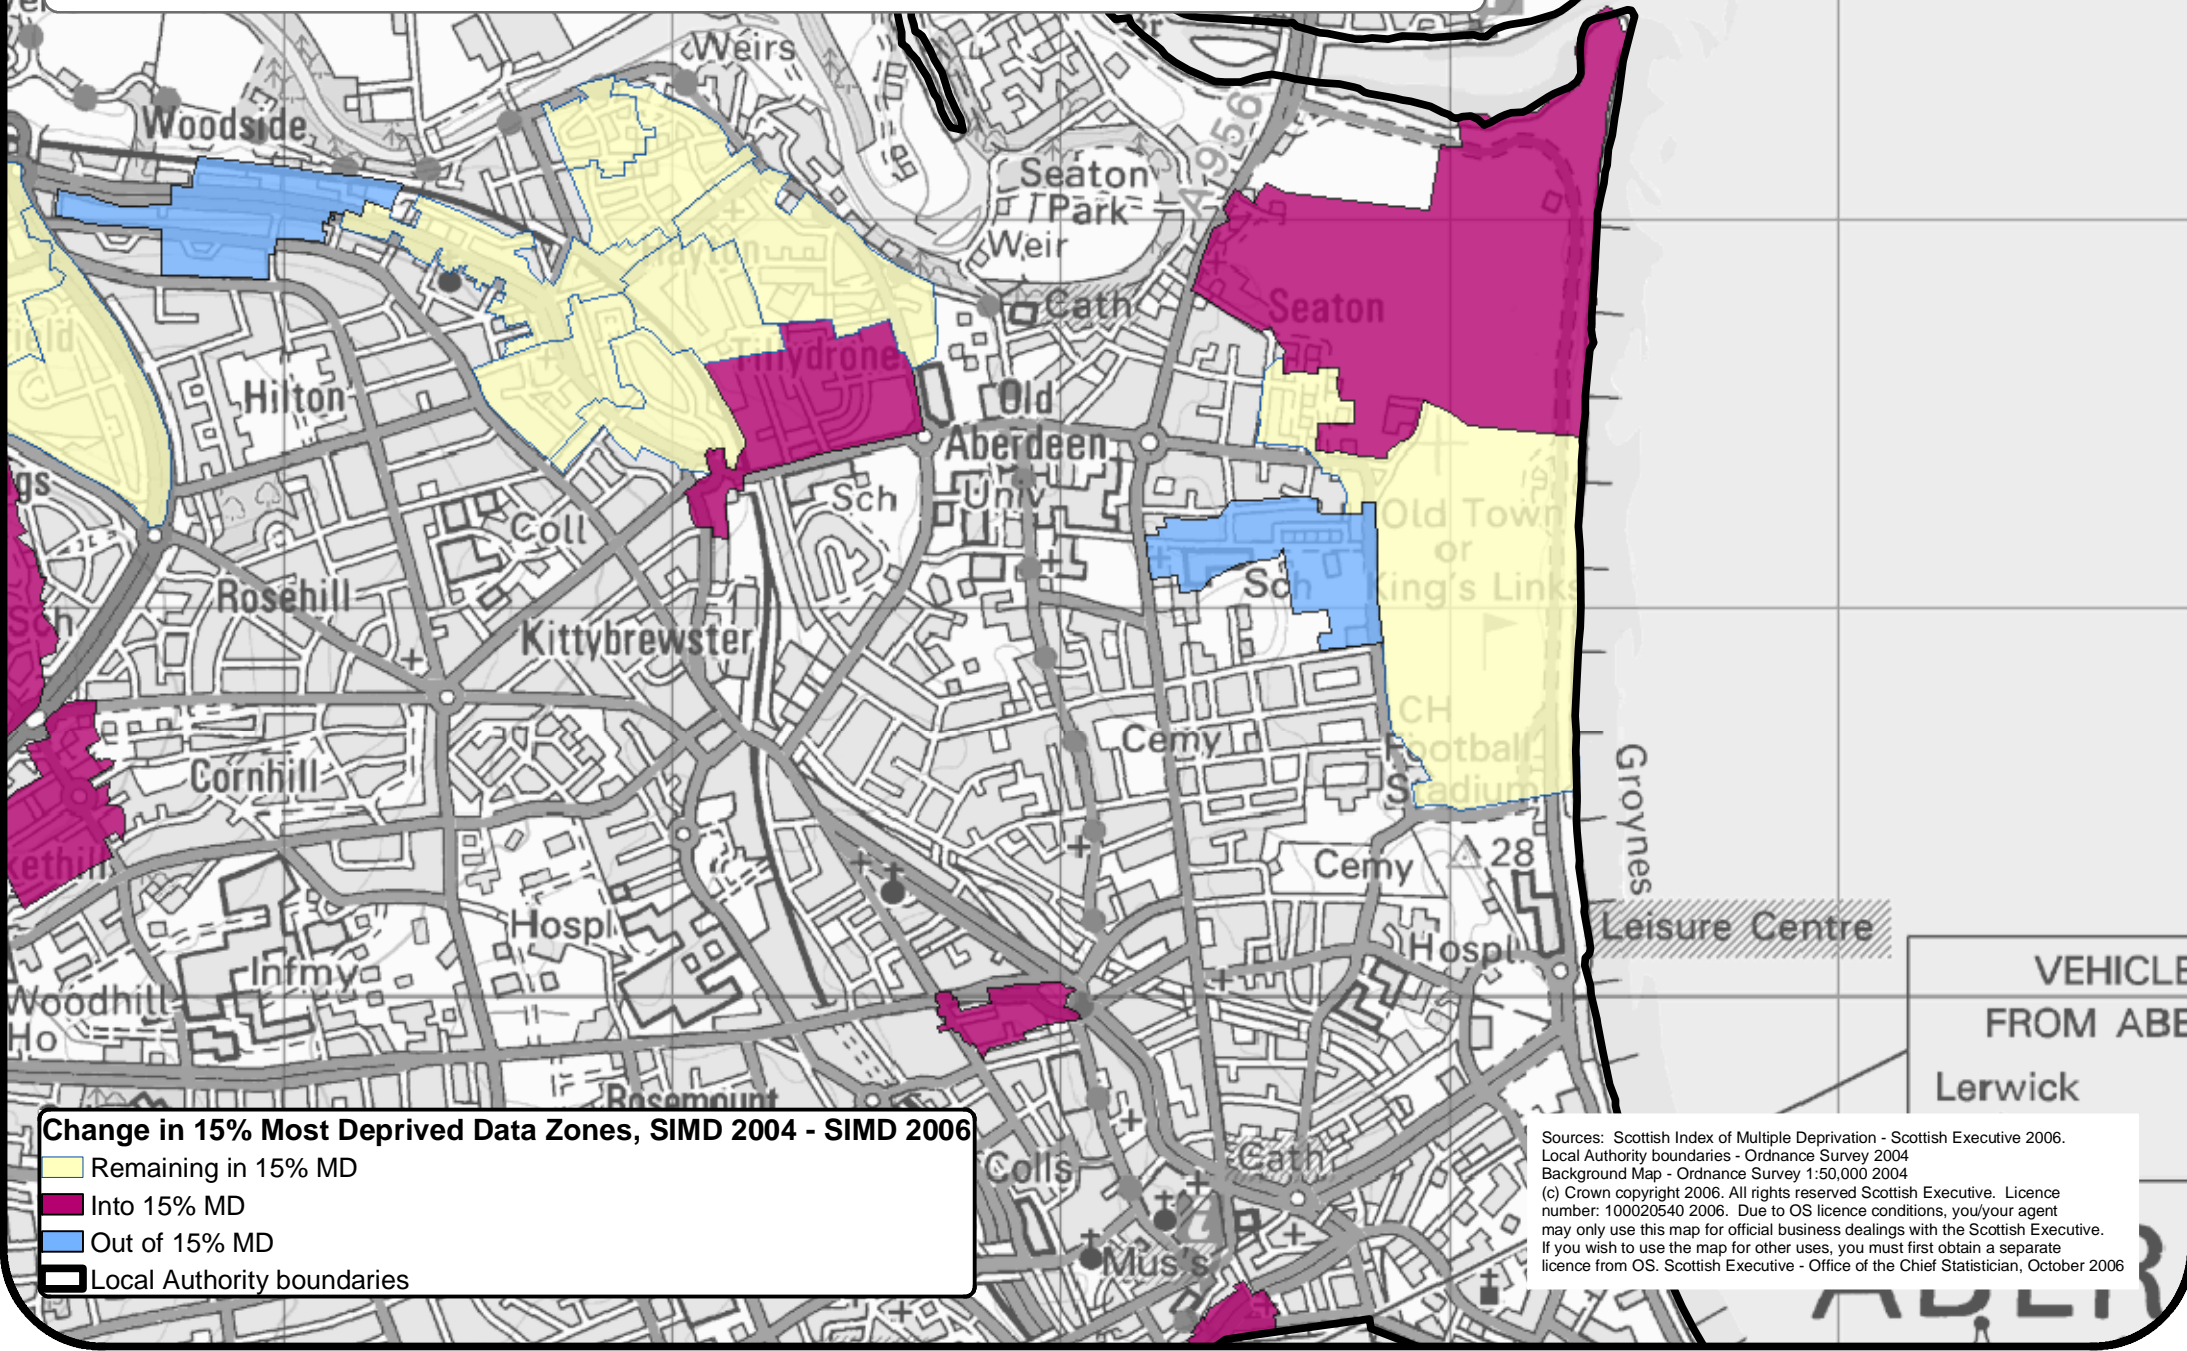 Weirs
Woodside
A956
Seaton
Park
Weir
Hayton
Cath
Seaton
Tillydrone
Hilton
Old
Aberdeen
Univ
Sch
gs
Coll
Old Town
or
King's Links
Sch
Rosehill
Sch
Kittybrewster
CH
Football
Stadium
Cemy
Groynes
Cornhill
Cemy
28
Hospl
Leisure Centre
Hospl
Infmy
VEHICLE
FROM ABE
Woodhill
Ho
Lerwick
Rosemount
Colls
Cath
Mus's
i
Change in 15% Most Deprived Data Zones, SIMD 2004 - SIMD 2006
Remaining in 15% MD
Into 15% MD
Out of 15% MD
Local Authority boundaries
Sources: Scottish Index of Multiple Deprivation - Scottish Executive 2006.
Local Authority boundaries - Ordnance Survey 2004
Background Map - Ordnance Survey 1:50,000 2004
(c) Crown copyright 2006. All rights reserved Scottish Executive. Licence
number: 100020540 2006. Due to OS licence conditions, you/your agent
may only use this map for official business dealings with the Scottish Executive.
If you wish to use the map for other uses, you must first obtain a separate
licence from OS. Scottish Executive - Office of the Chief Statistician, October 2006